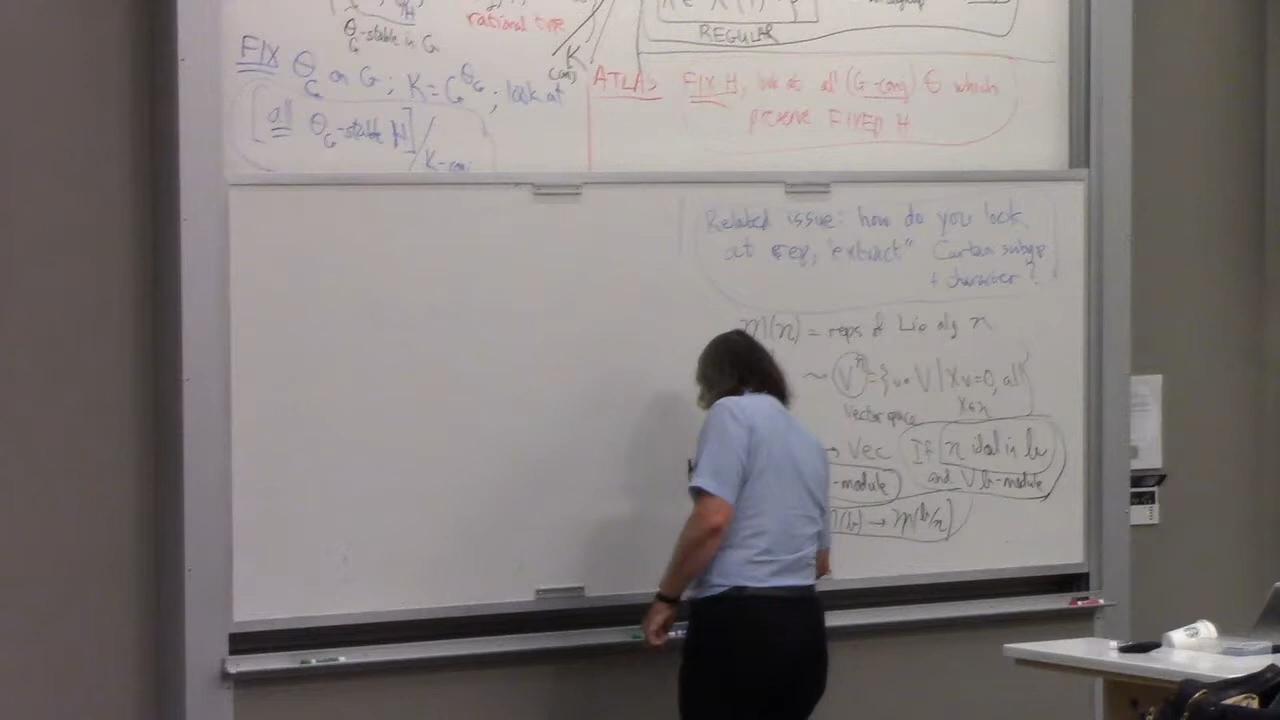 H
θ_G-stable in G
rational type
REGULAR
FIX θ_G on G ; K = G^θ_G ; look at
[all θ_G-stable H] / K-conj
K
ATLAS FIX H, look at all (G-conj) θ which
preserve FIXED H
Related issue: how do you look
at rep, "extract" Cartan subgp
+ character?
M(n) = reps of Lie alg n
~ V^n = { v ∈ V | Xv = 0, all
vector space X ∈ n
→ Vec If n ideal in b
-module and V b-module
(b) → M(b/n)